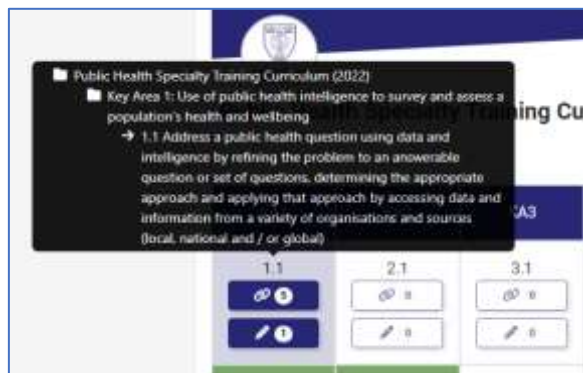 Public Health Specialty Training Curriculum (2022)
Key Area 1: Use of public health intelligence to survey and assess a
population's health and wellbeing
→ 1.1 Address a public health question using data and
intelligence by refining the problem to an answerable
question or set of questions, determining the appropriate
approach and applying that approach by accessing data and
information from a variety of organisations and sources
(local, national and / or global)
ng Cu
KA3
1.1 2.1 3.1
5 0 0
1 0 0